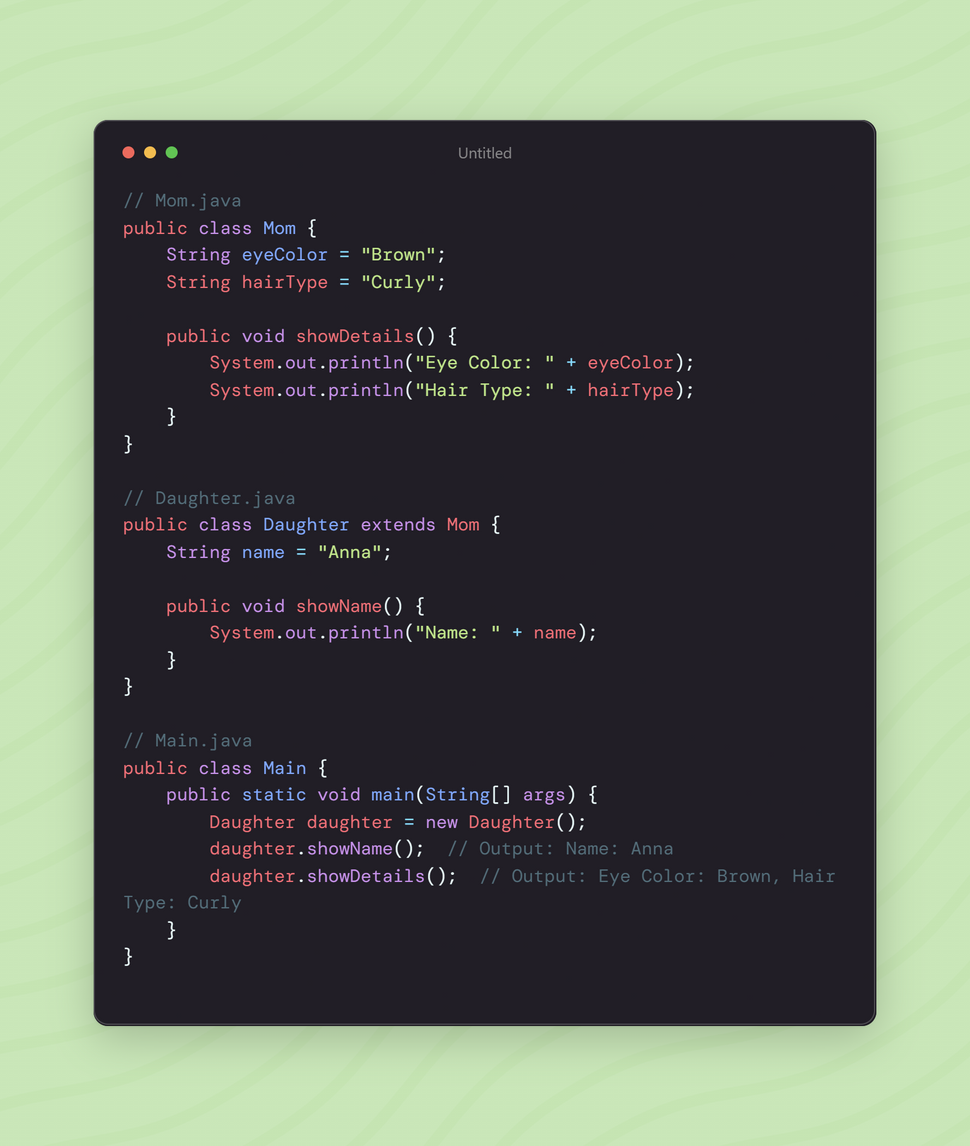 Untitled
// Mom.java
public class Mom {
    String eyeColor = "Brown";
    String hairType = "Curly";
    public void showDetails() {
        System.out.println("Eye Color: " + eyeColor);
        System.out.println("Hair Type: " + hairType);
    }
}
// Daughter.java
public class Daughter extends Mom {
    String name = "Anna";
    public void showName() {
        System.out.println("Name: " + name);
    }
}
// Main.java
public class Main {
    public static void main(String[] args) {
        Daughter daughter = new Daughter();
        daughter.showName();  // Output: Name: Anna
        daughter.showDetails();  // Output: Eye Color: Brown, Hair
Type: Curly
    }
}